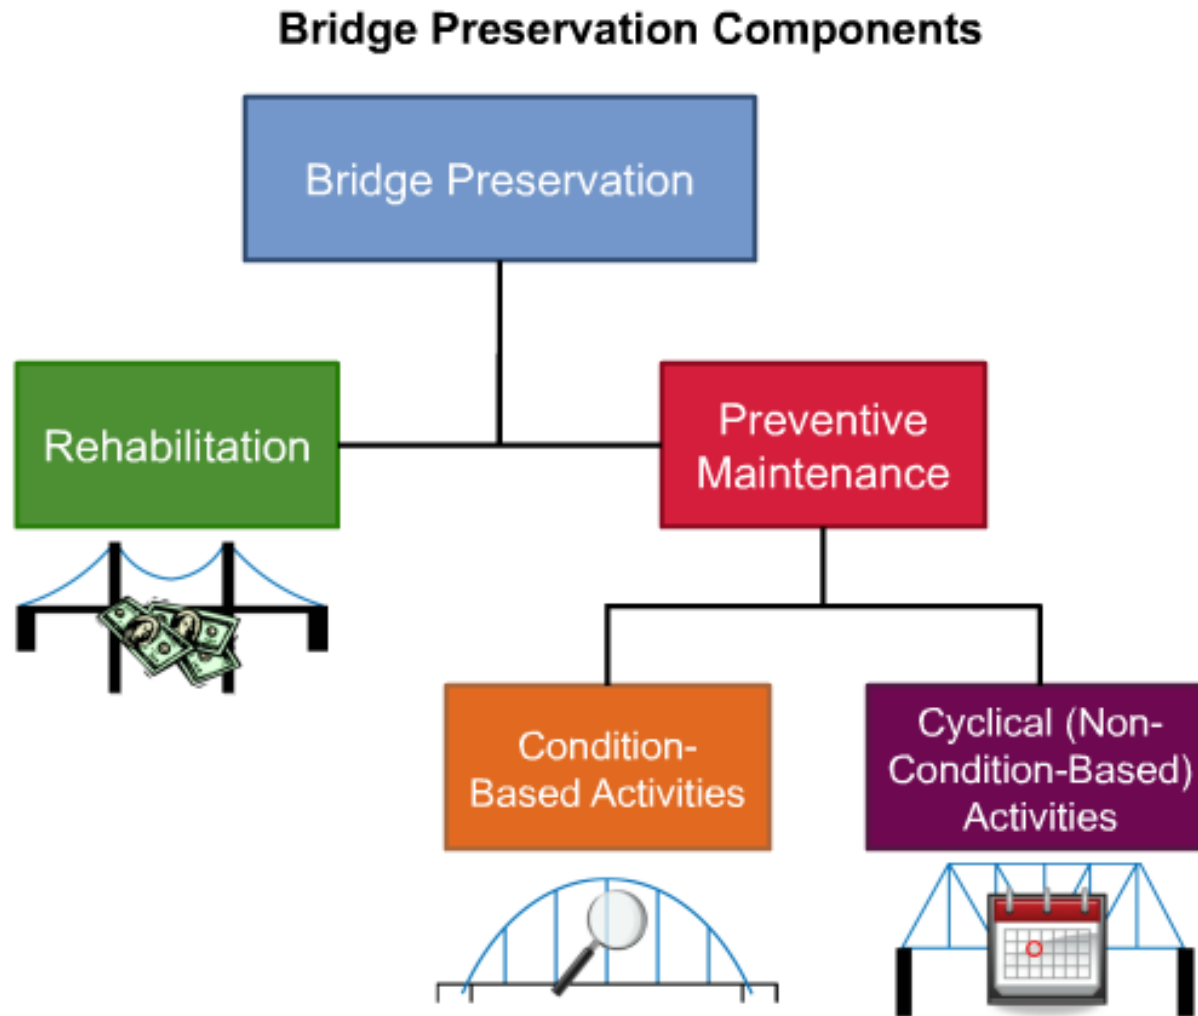 Bridge Preservation Components
Bridge Preservation
Rehabilitation
Preventive
Maintenance
Condition-
Based Activities
Cyclical (Non-
Condition-Based)
Activities